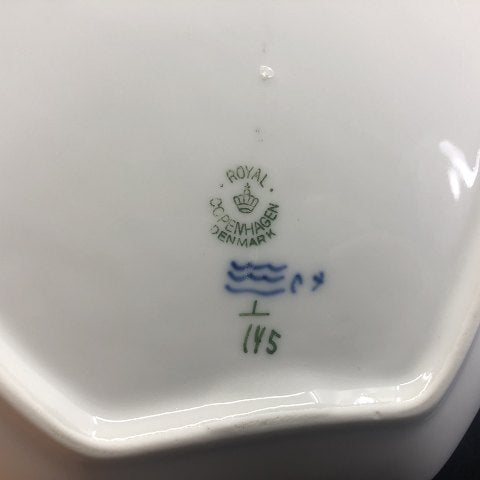 ROYAL
COPENHAGEN
DENMARK
1
145